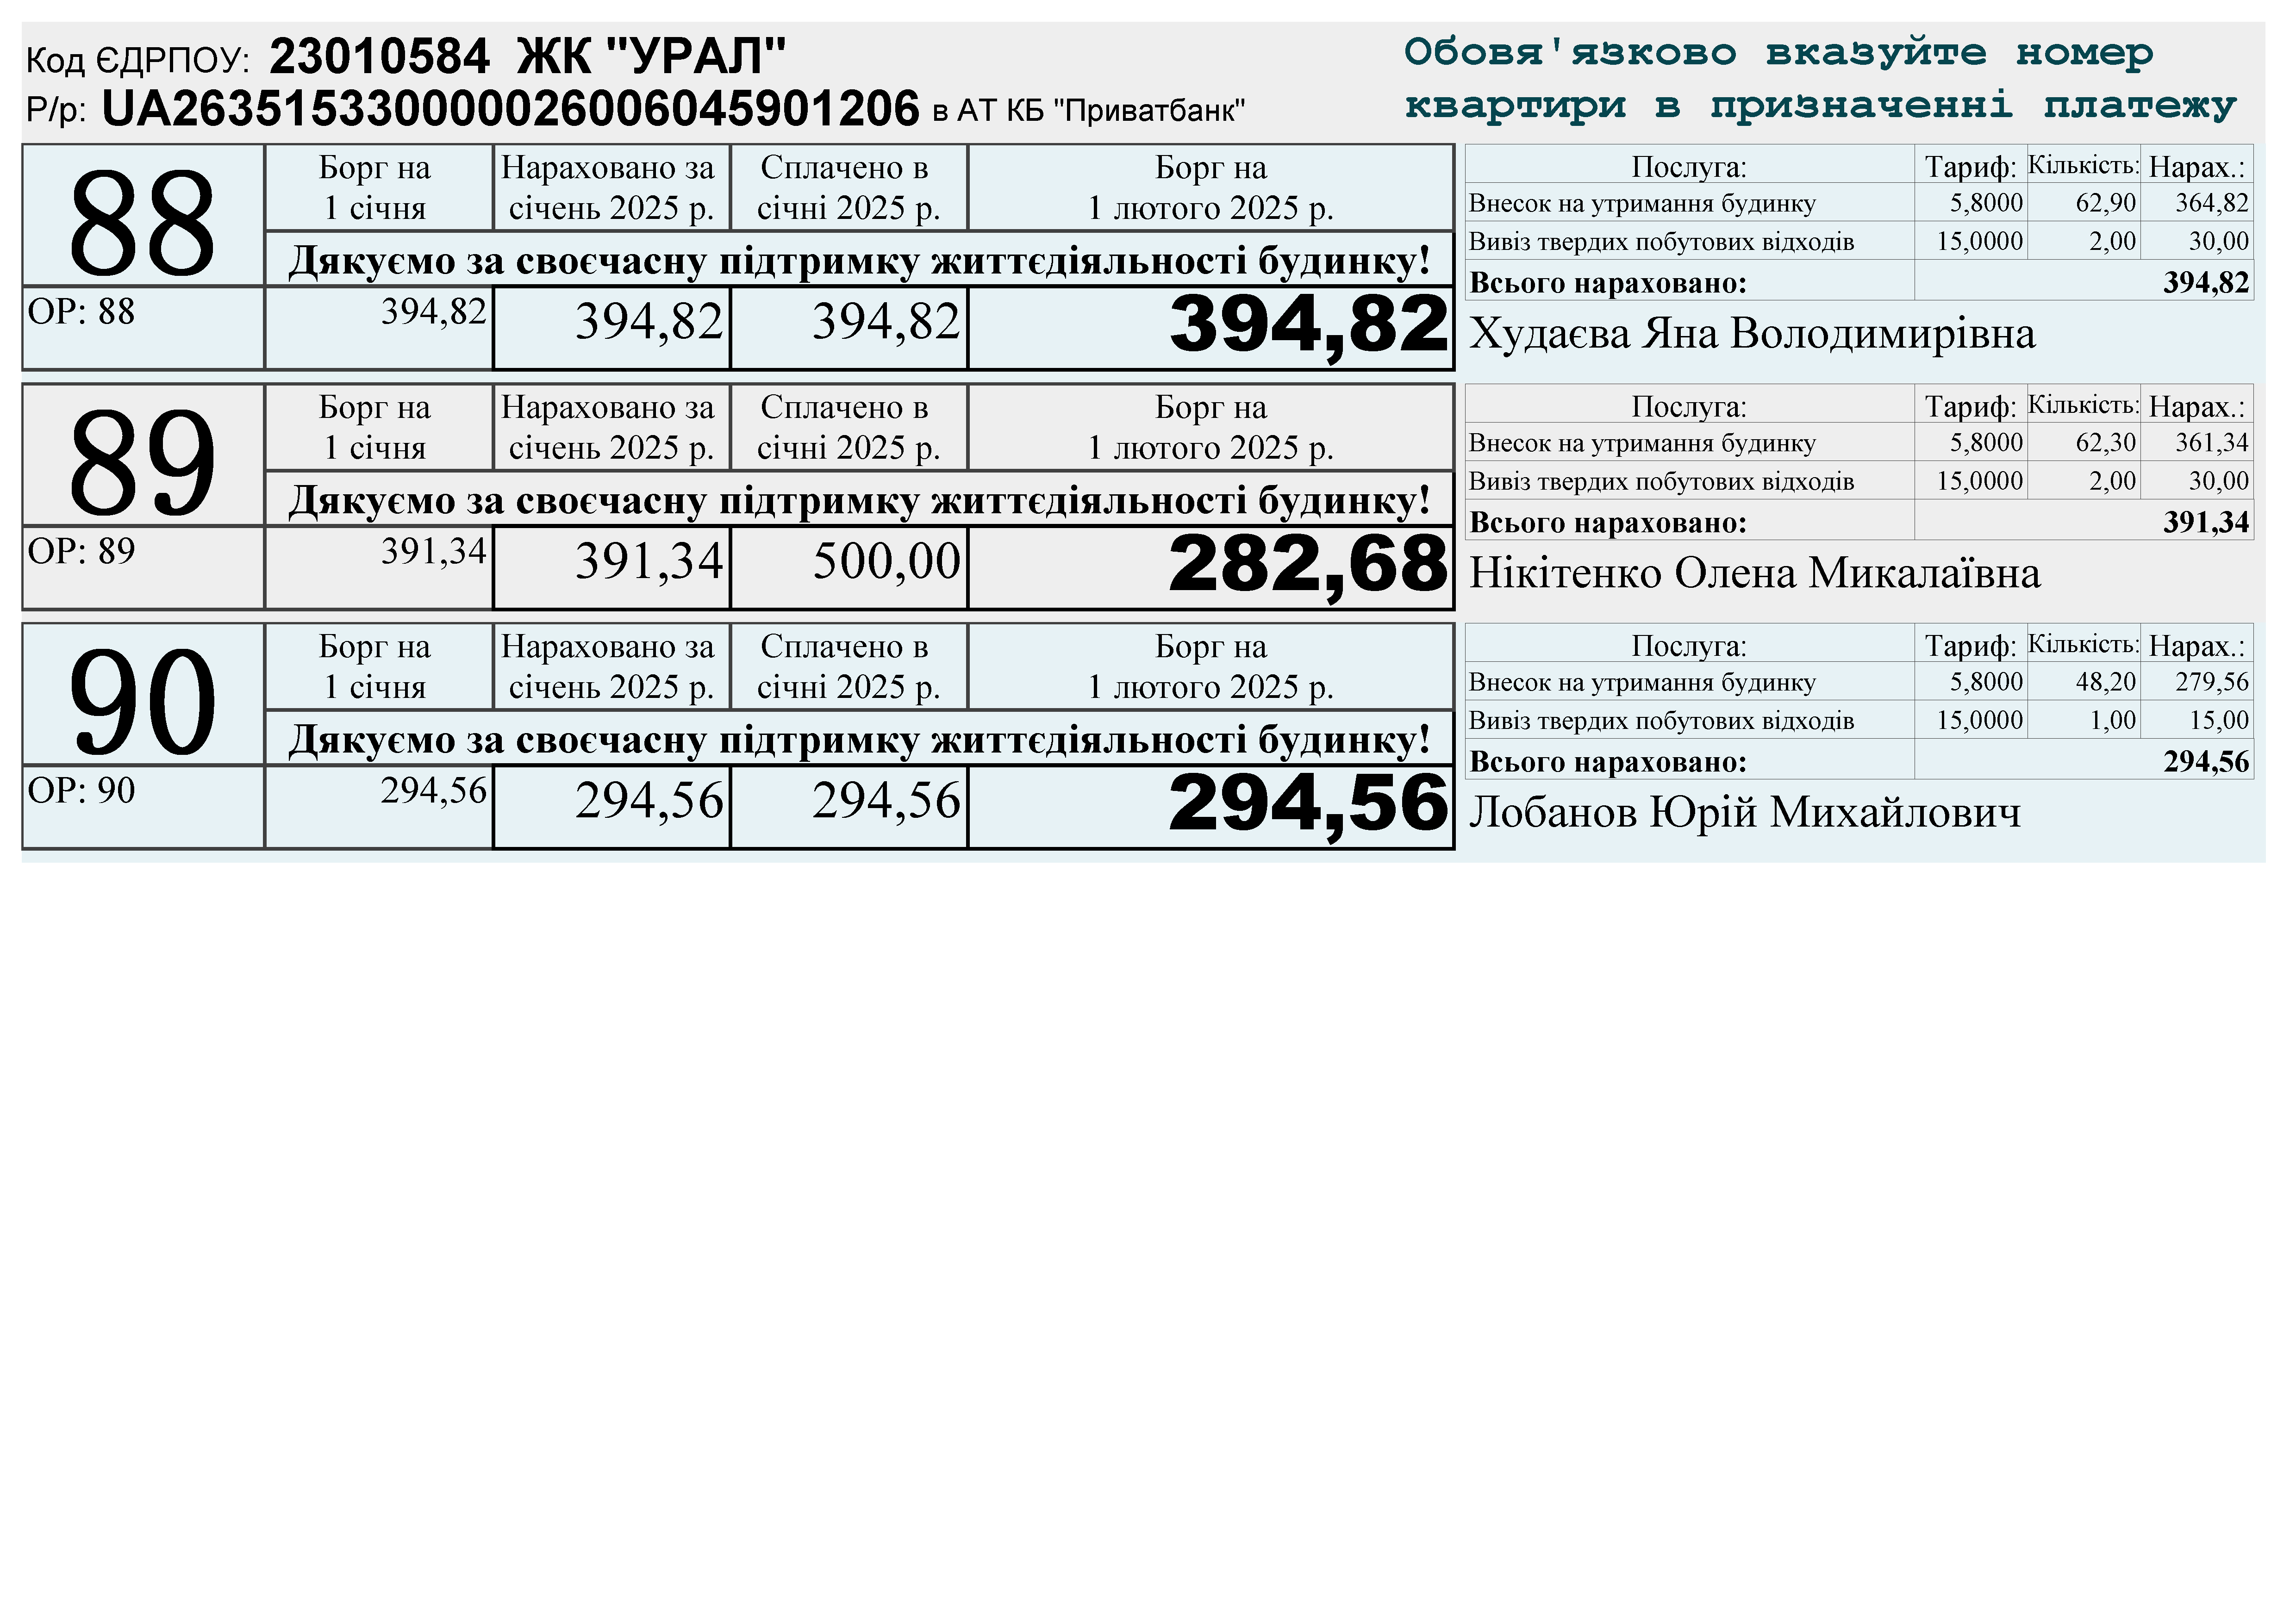 Код ЄДРПОУ: 23010584 ЖК "УРАЛ"
Р/р: UA263515330000026006045901206 в АТ КБ "Приватбанк"
Обовя'язково вказуйте номер
квартири в призначенні платежу
88
Борг на
1 січня
Нараховано за
січень 2025 р.
Сплачено в
січні 2025 р.
Борг на
1 лютого 2025 р.
Дякуємо за своєчасну підтримку життєдіяльності будинку!
ОР: 88 394,82 394,82 394,82 394,82
Послуга: Тариф: Кількість: Нарах.:
Внесок на утримання будинку 5,8000 62,90 364,82
Вивіз твердих побутових відходів 15,0000 2,00 30,00
Всього нараховано: 394,82
Худаєва Яна Володимирівна
89
Борг на
1 січня
Нараховано за
січень 2025 р.
Сплачено в
січні 2025 р.
Борг на
1 лютого 2025 р.
Дякуємо за своєчасну підтримку життєдіяльності будинку!
ОР: 89 391,34 391,34 500,00 282,68
Послуга: Тариф: Кількість: Нарах.:
Внесок на утримання будинку 5,8000 62,30 361,34
Вивіз твердих побутових відходів 15,0000 2,00 30,00
Всього нараховано: 391,34
Нікітенко Олена Микалаївна
90
Борг на
1 січня
Нараховано за
січень 2025 р.
Сплачено в
січні 2025 р.
Борг на
1 лютого 2025 р.
Дякуємо за своєчасну підтримку життєдіяльності будинку!
ОР: 90 294,56 294,56 294,56 294,56
Послуга: Тариф: Кількість: Нарах.:
Внесок на утримання будинку 5,8000 48,20 279,56
Вивіз твердих побутових відходів 15,0000 1,00 15,00
Всього нараховано: 294,56
Лобанов Юрій Михайлович